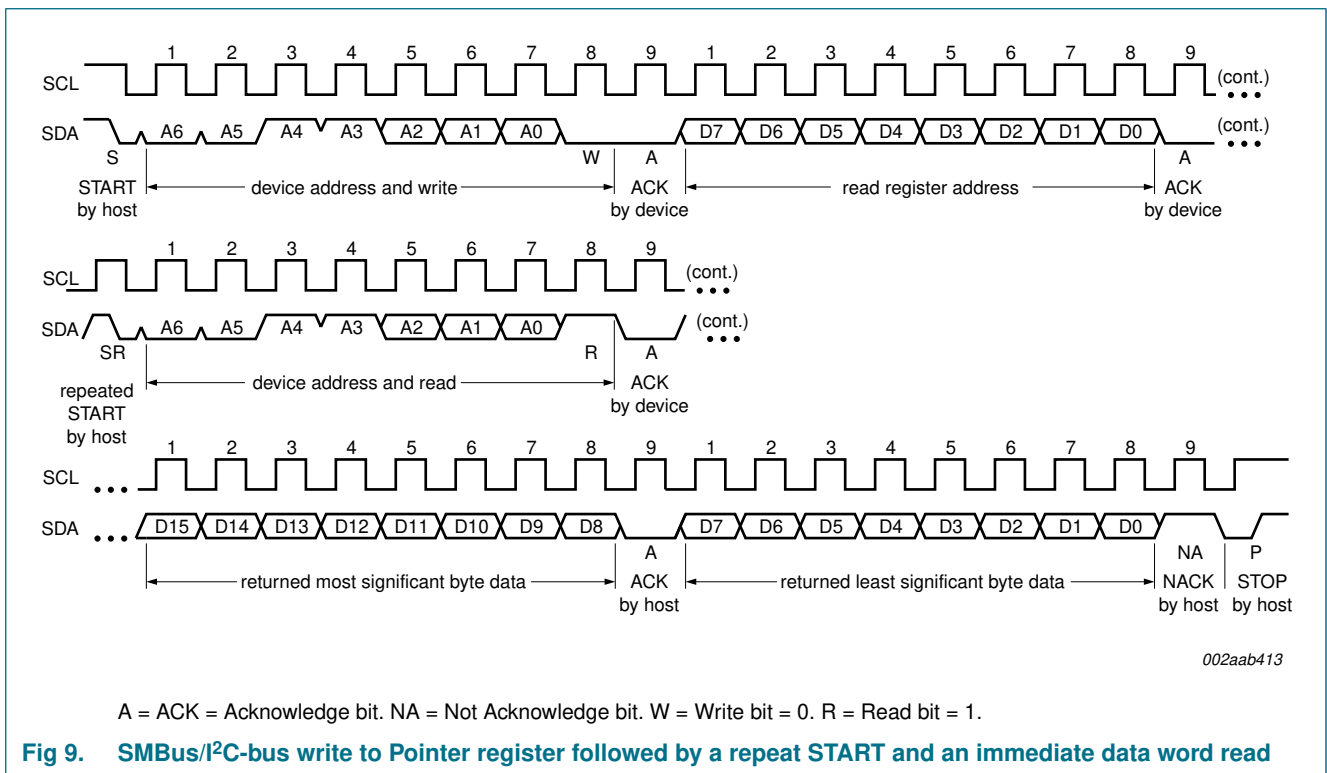 1 2 3 4 5 6 7 8 9 1 2 3 4 5 6 7 8 9
SCL (cont.)
SDA A6 A5 A4 A3 A2 A1 A0 D7 D6 D5 D4 D3 D2 D1 D0 (cont.)
S W A A
START device address and write ACK read register address ACK
by host by device by device
1 2 3 4 5 6 7 8 9
SCL (cont.)
SDA A6 A5 A4 A3 A2 A1 A0 (cont.)
SR R A
repeated device address and read ACK
START by device
by host
1 2 3 4 5 6 7 8 9 1 2 3 4 5 6 7 8 9
SCL
SDA D15 D14 D13 D12 D11 D10 D9 D8 D7 D6 D5 D4 D3 D2 D1 D0
A NA P
returned most significant byte data ACK returned least significant byte data NACK STOP
by host by host by host
002aab413
A = ACK = Acknowledge bit. NA = Not Acknowledge bit. W = Write bit = 0. R = Read bit = 1.
Fig 9. SMBus/I²C-bus write to Pointer register followed by a repeat START and an immediate data word read